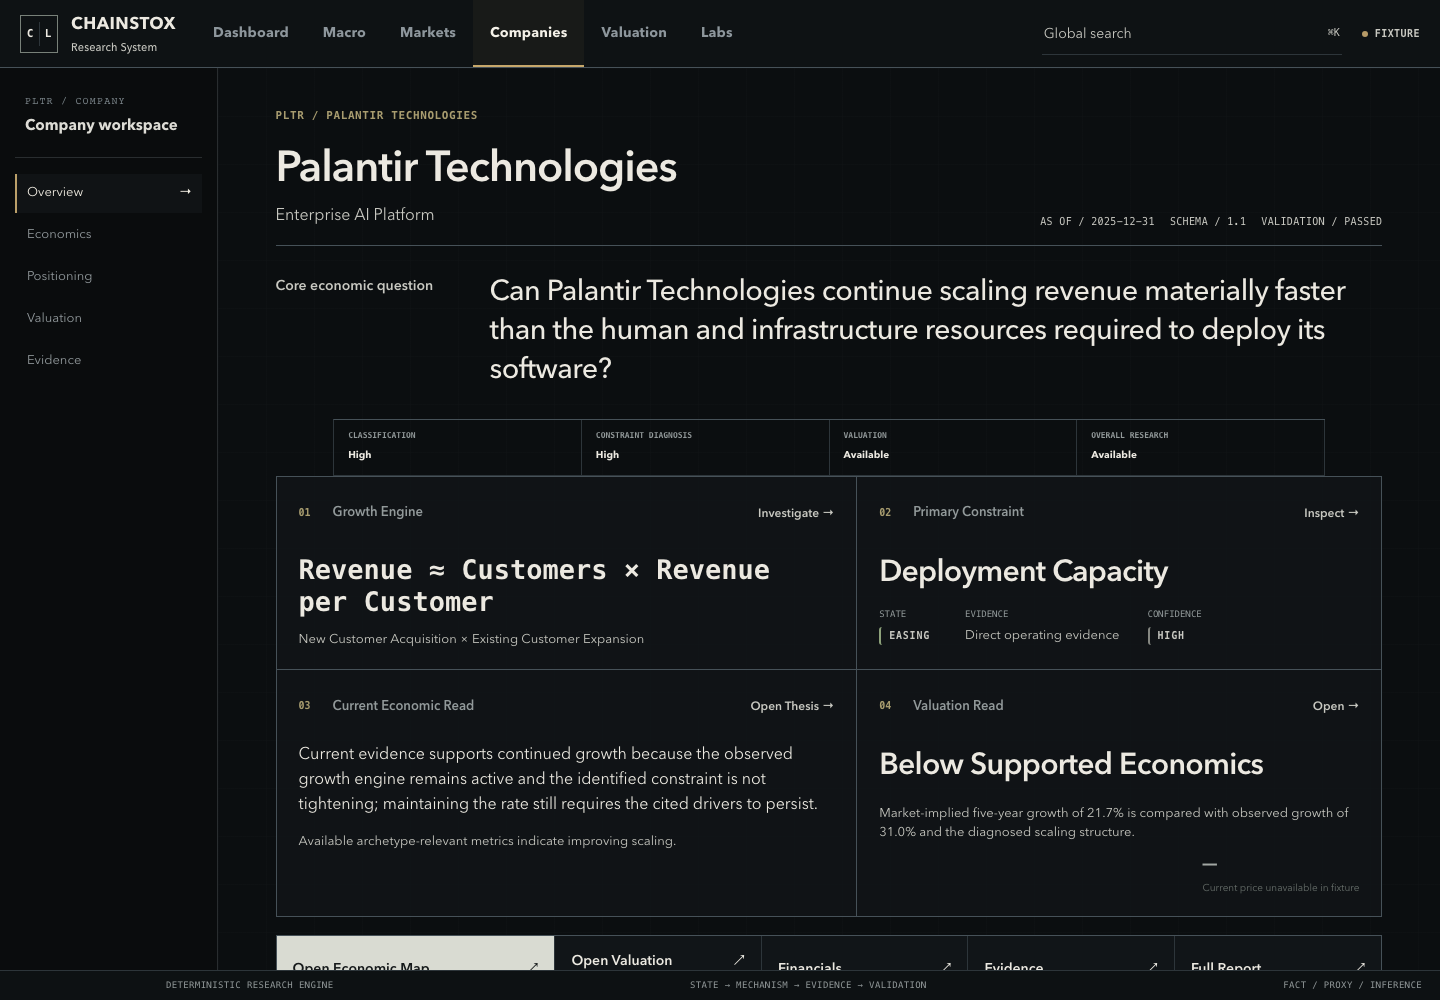 C L
CHAINSTOX
Research System
Dashboard Macro Markets Companies Valuation Labs
Global search ⌘K
FIXTURE
PLTR / COMPANY
Company workspace
Overview →
Economics
Positioning
Valuation
Evidence
PLTR / PALANTIR TECHNOLOGIES
Palantir Technologies
Enterprise AI Platform
AS OF / 2025-12-31 SCHEMA / 1.1 VALIDATION / PASSED
Core economic question
Can Palantir Technologies continue scaling revenue materially faster
than the human and infrastructure resources required to deploy its
software?
CLASSIFICATION
High
CONSTRAINT DIAGNOSIS
High
VALUATION
Available
OVERALL RESEARCH
Available
01 Growth Engine Investigate →
Revenue ≈ Customers × Revenue
per Customer
New Customer Acquisition × Existing Customer Expansion
02 Primary Constraint Inspect →
Deployment Capacity
STATE EVIDENCE CONFIDENCE
EASING Direct operating evidence HIGH
03 Current Economic Read Open Thesis →
Current evidence supports continued growth because the observed
growth engine remains active and the identified constraint is not
tightening; maintaining the rate still requires the cited drivers to persist.
Available archetype-relevant metrics indicate improving scaling.
04 Valuation Read Open →
Below Supported Economics
Market-implied five-year growth of 21.7% is compared with observed growth of
31.0% and the diagnosed scaling structure.
—
Current price unavailable in fixture
Open Economic Map ↗
Open Valuation ↗
Financials ↗
Evidence ↗
Full Report ↗
DETERMINISTIC RESEARCH ENGINE
STATE → MECHANISM → EVIDENCE → VALIDATION
FACT / PROXY / INFERENCE